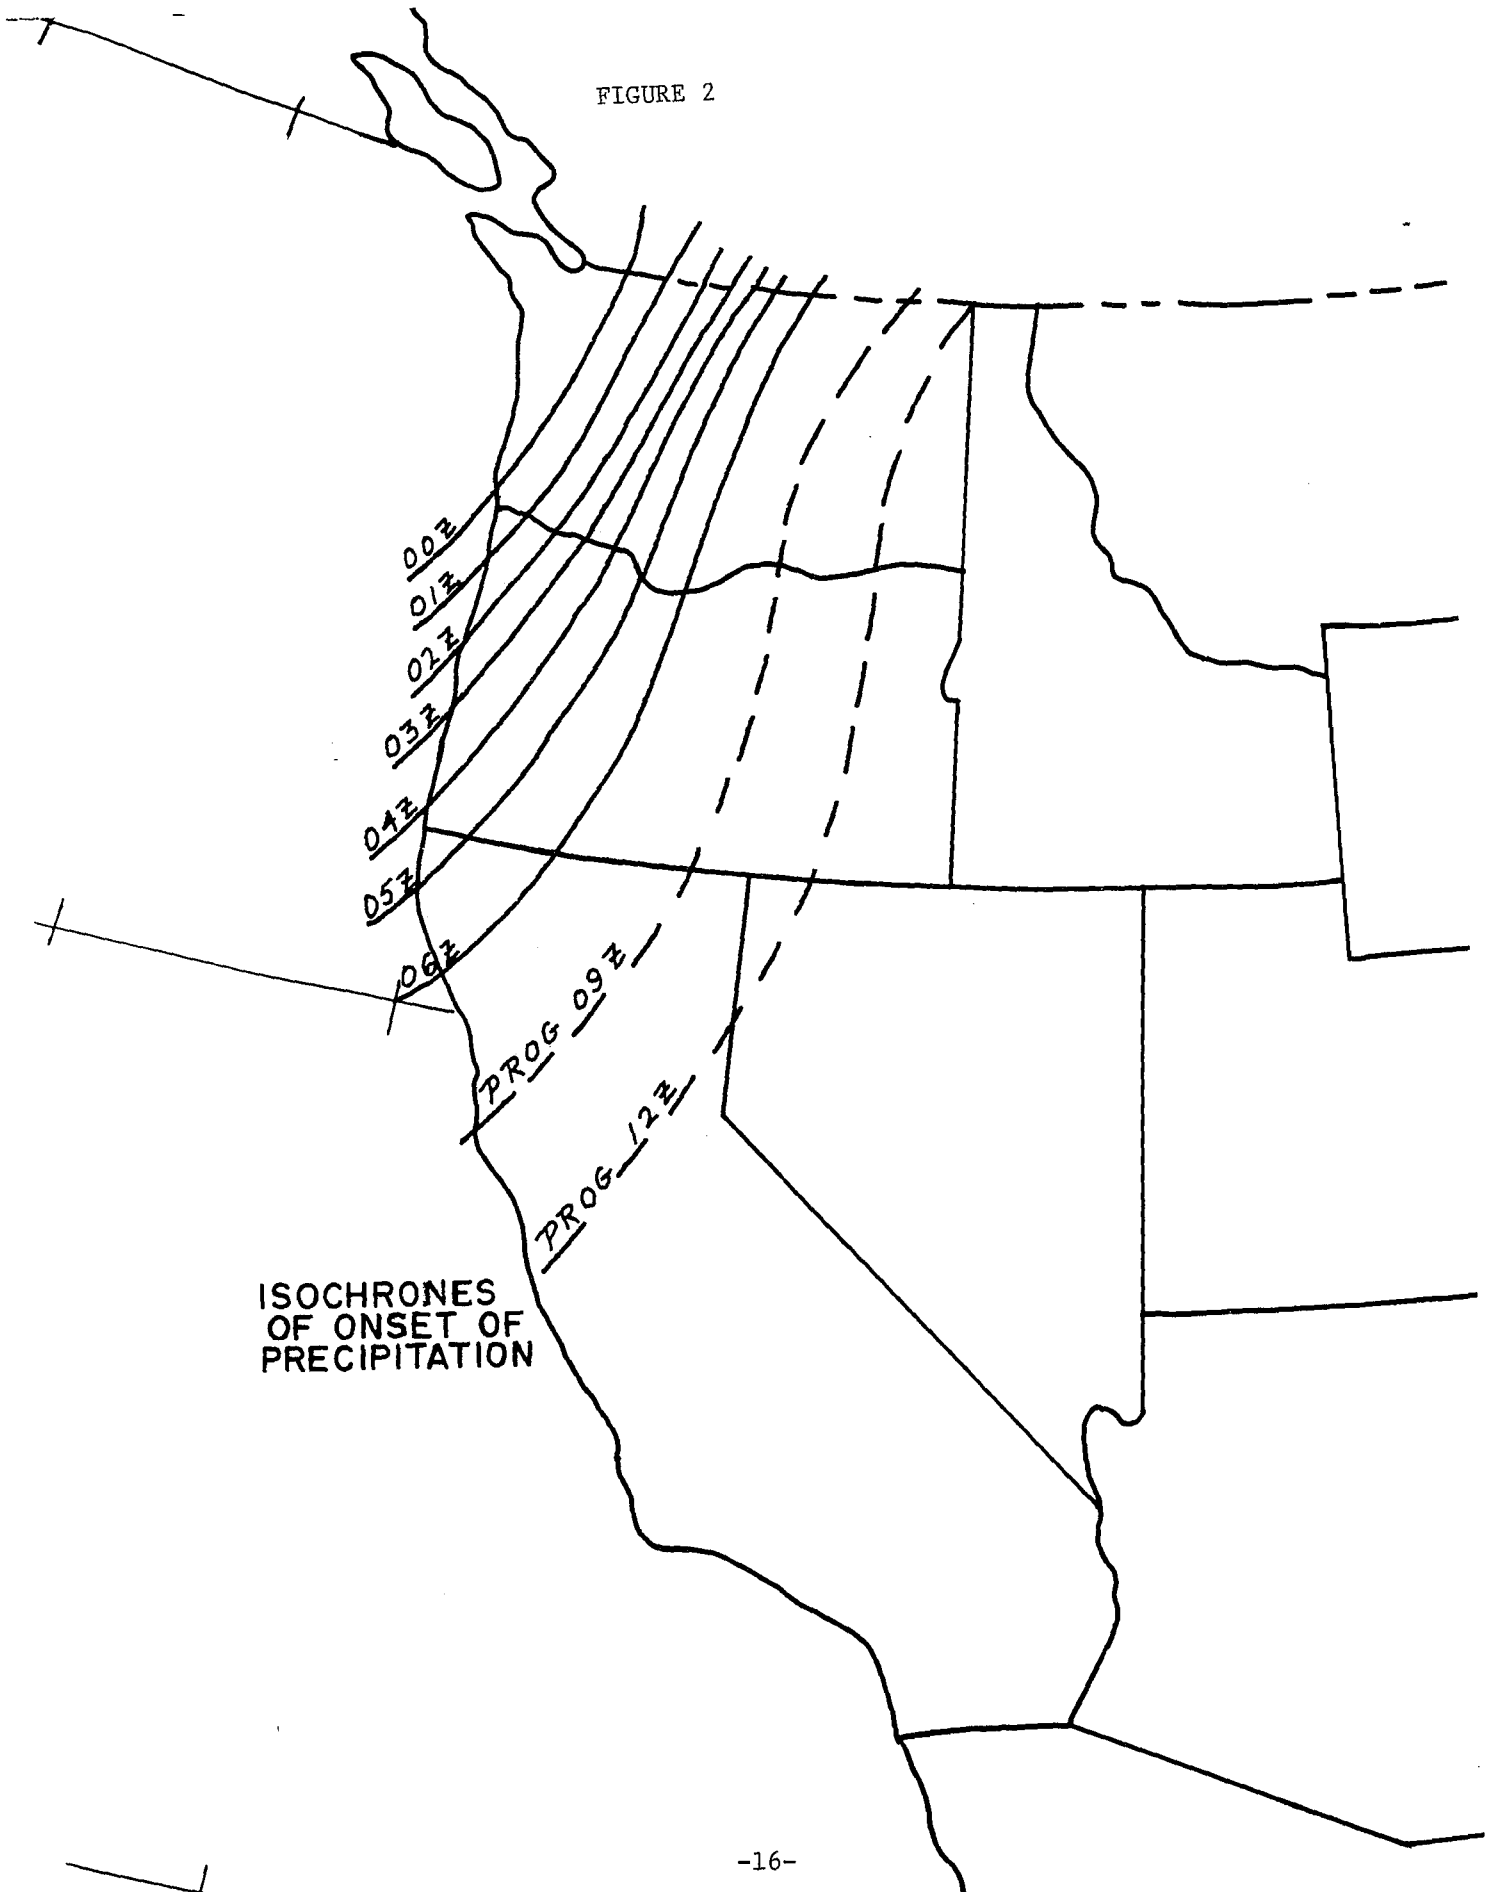 FIGURE 2
00Z
01Z
02Z
03Z
04Z
05Z
06Z
PROG 09Z
PROG 12Z
ISOCHRONES
OF ONSET OF
PRECIPITATION
-16-